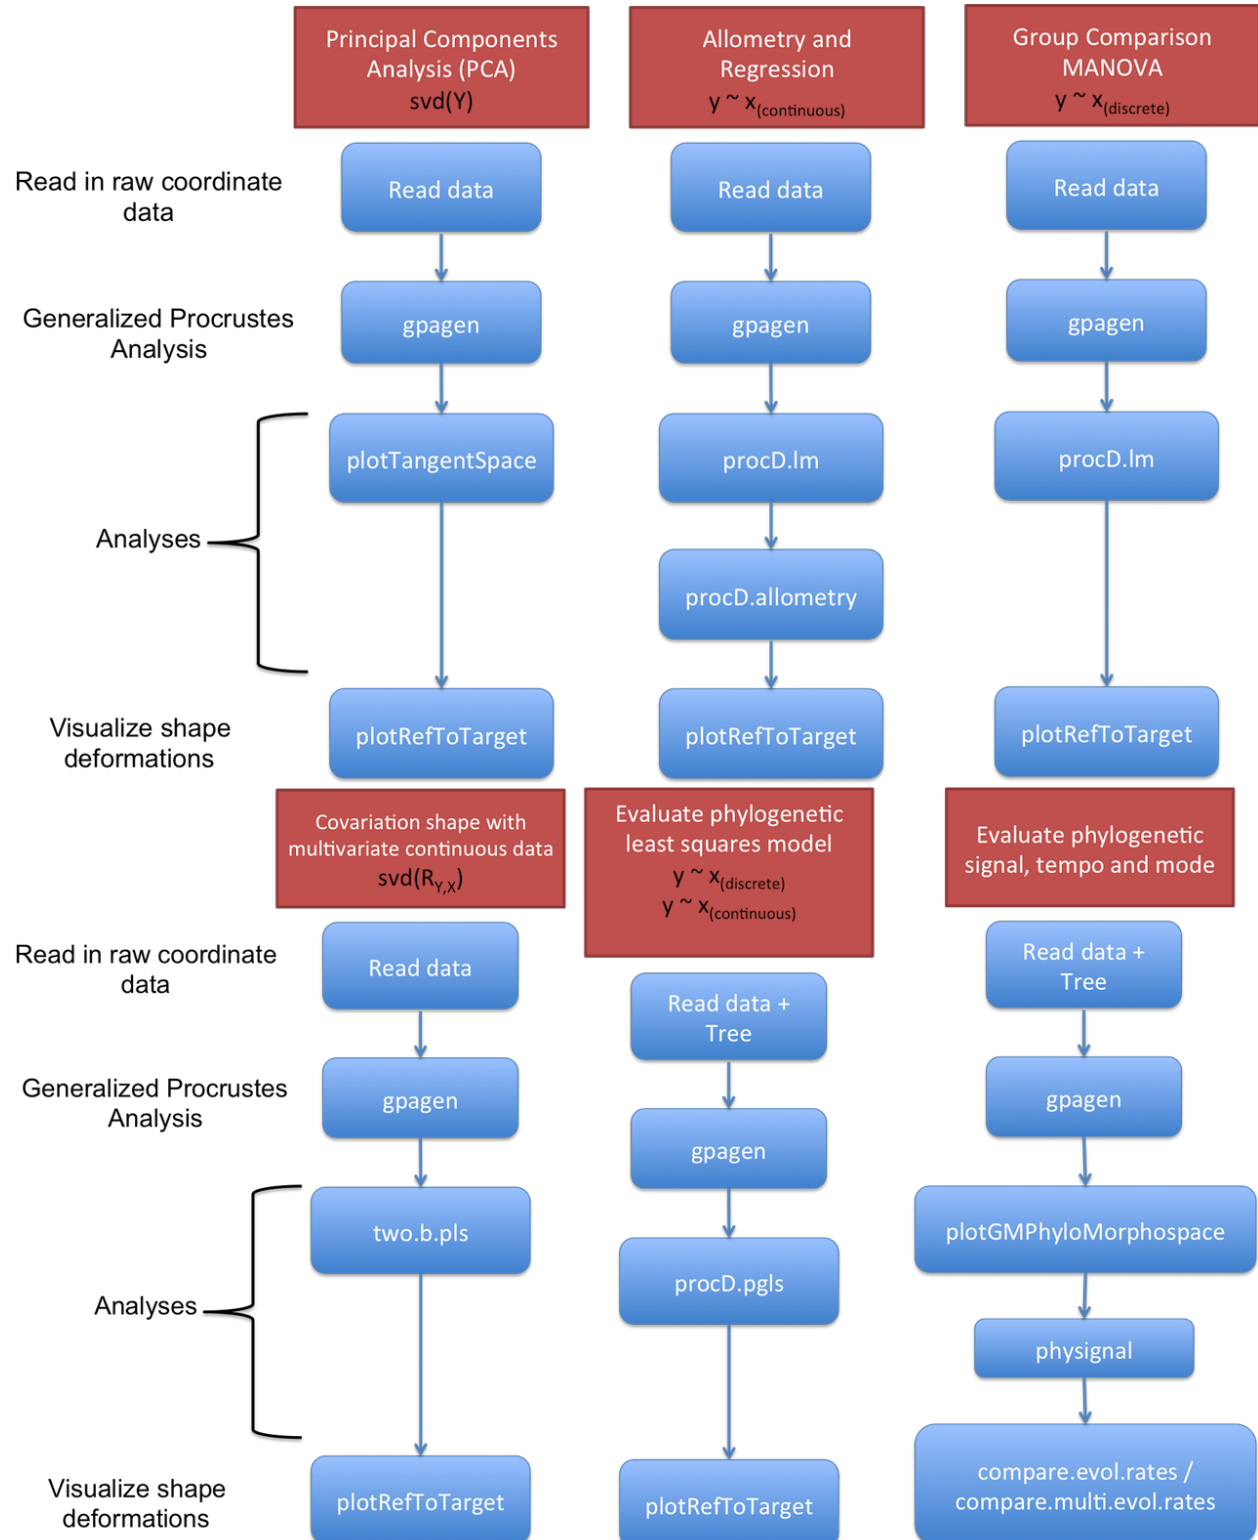 Principal Components
Analysis (PCA)
svd(Y)
Allometry and
Regression
y ~ x(continuous)
Group Comparison
MANOVA
y ~ x(discrete)
Read in raw coordinate
data
Read data
Read data
Read data
Generalized Procrustes
Analysis
gpagen
gpagen
gpagen
Analyses
plotTangentSpace
procD.lm
procD.allometry
procD.lm
Visualize shape
deformations
plotRefToTarget
plotRefToTarget
plotRefToTarget
Covariation shape with
multivariate continuous data
svd(RY,X)
Evaluate phylogenetic
least squares model
y ~ x(discrete)
y ~ x(continuous)
Evaluate phylogenetic
signal, tempo and mode
Read in raw coordinate
data
Read data
Read data +
Tree
Read data +
Tree
Generalized Procrustes
Analysis
gpagen
gpagen
gpagen
Analyses
two.b.pls
procD.pgls
plotGMPhyloMorphospace
physignal
Visualize shape
deformations
plotRefToTarget
plotRefToTarget
compare.evol.rates /
compare.multi.evol.rates